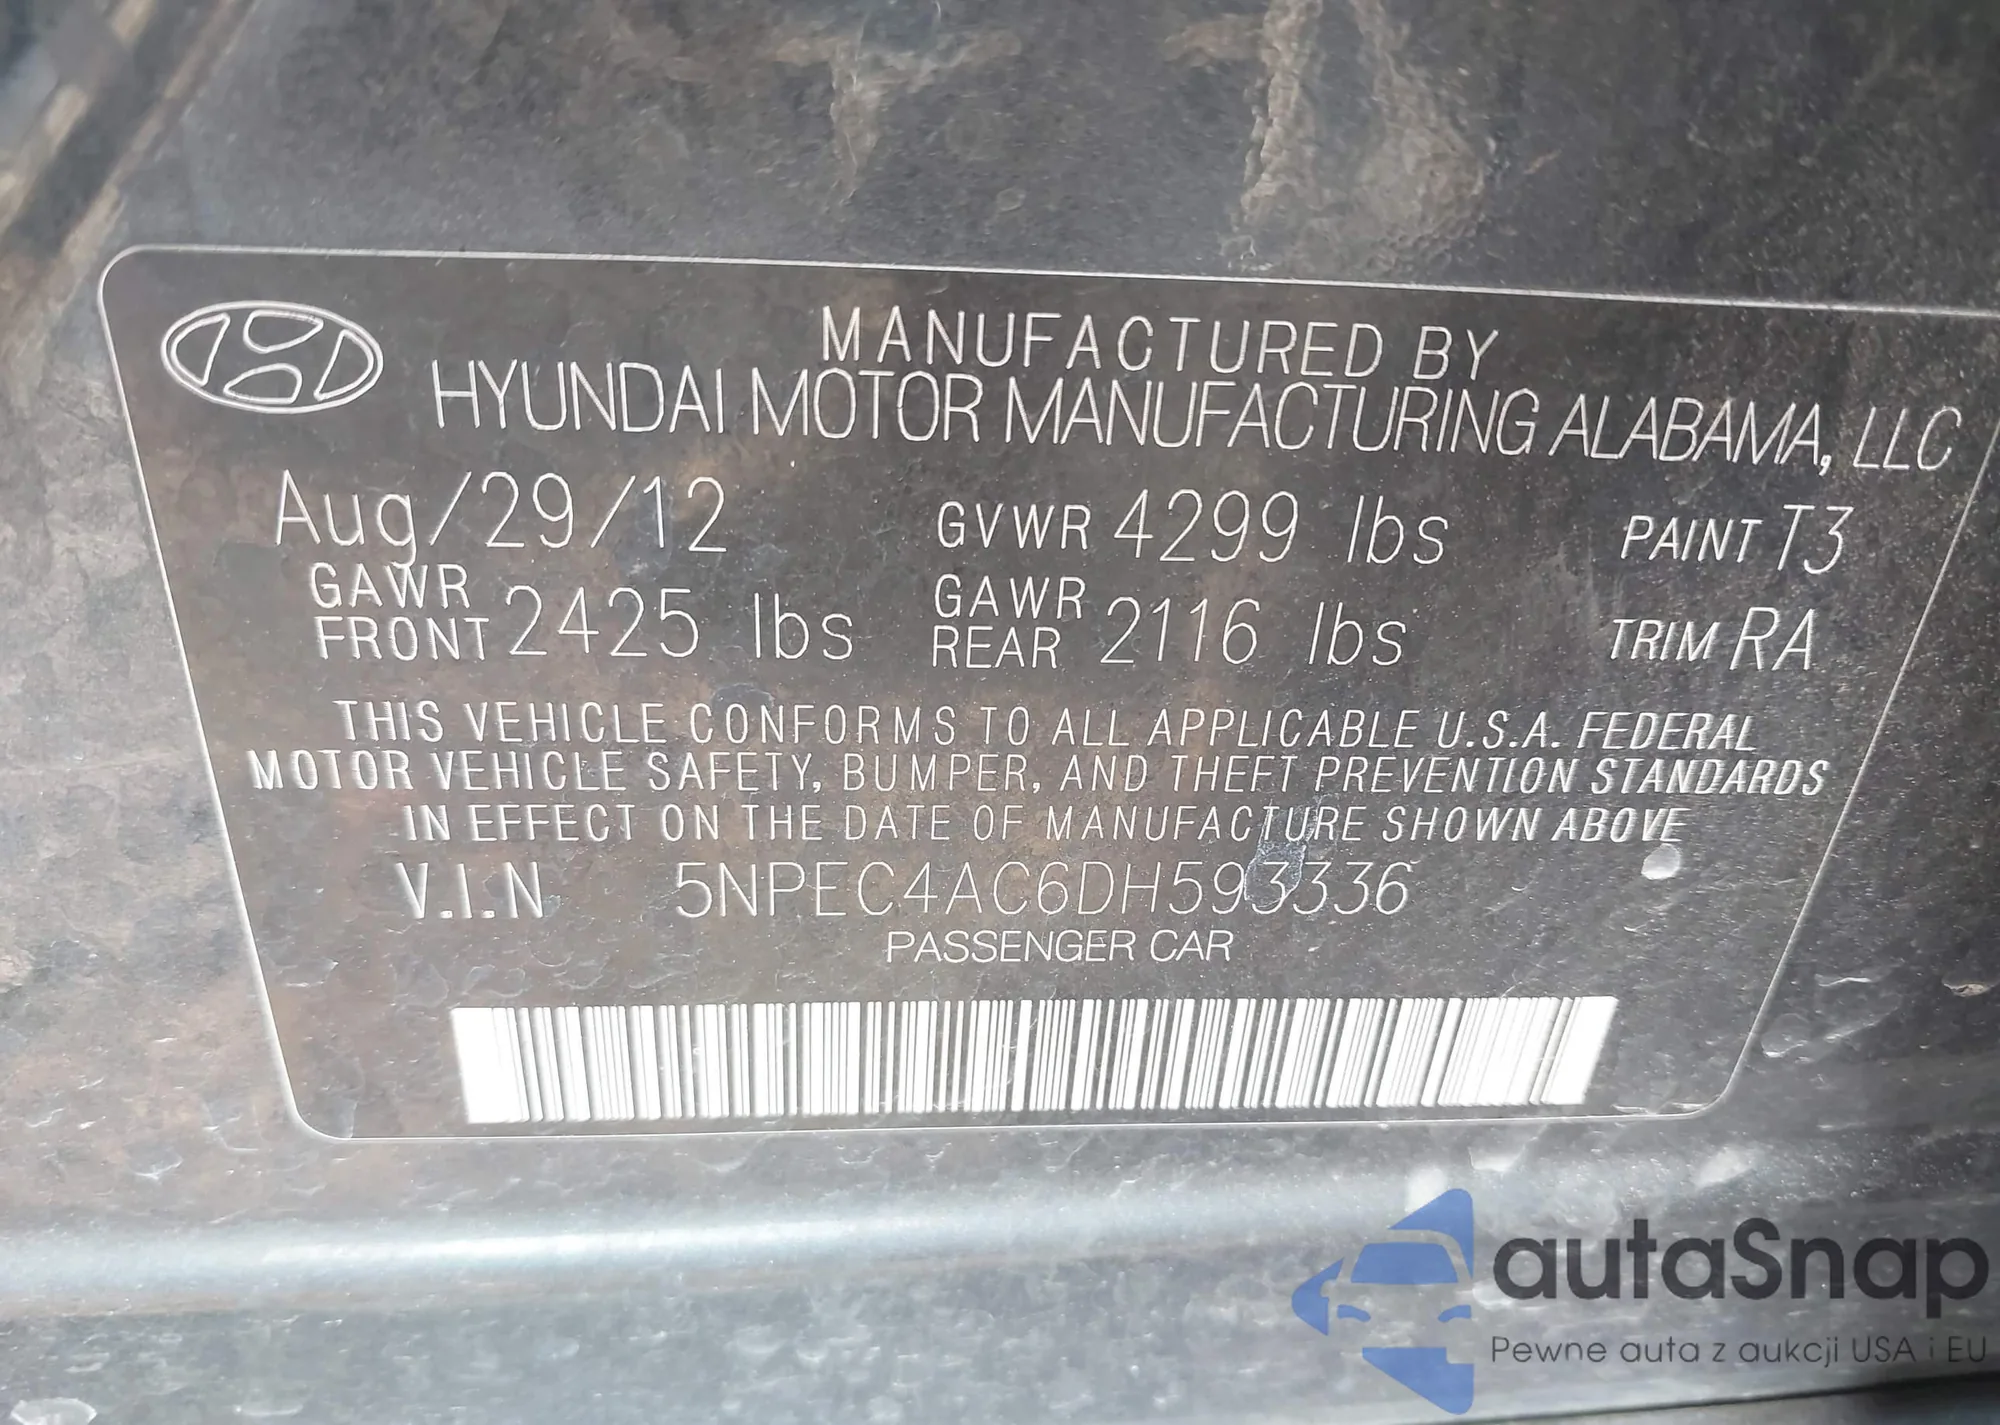 MANUFACTURED BY
HYUNDAI MOTOR MANUFACTURING ALABAMA, LLC
Aug/29/12 GVWR 4299 lbs PAINT T3
GAWR FRONT 2425 lbs GAWR REAR 2116 lbs TRIM RA
THIS VEHICLE CONFORMS TO ALL APPLICABLE U.S.A. FEDERAL
MOTOR VEHICLE SAFETY, BUMPER, AND THEFT PREVENTION STANDARDS
IN EFFECT ON THE DATE OF MANUFACTURE SHOWN ABOVE
V.I.N 5NPEC4AC6DH593336
PASSENGER CAR
autaSnap
Pewne auta z aukcji USA i EU